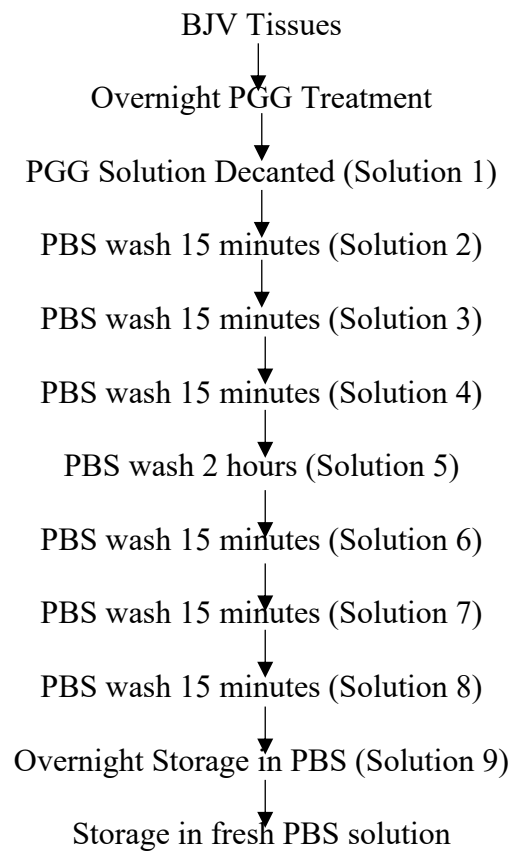 BJV Tissues
Overnight PGG Treatment
PGG Solution Decanted (Solution 1)
PBS wash 15 minutes (Solution 2)
PBS wash 15 minutes (Solution 3)
PBS wash 15 minutes (Solution 4)
PBS wash 2 hours (Solution 5)
PBS wash 15 minutes (Solution 6)
PBS wash 15 minutes (Solution 7)
PBS wash 15 minutes (Solution 8)
Overnight Storage in PBS (Solution 9)
Storage in fresh PBS solution